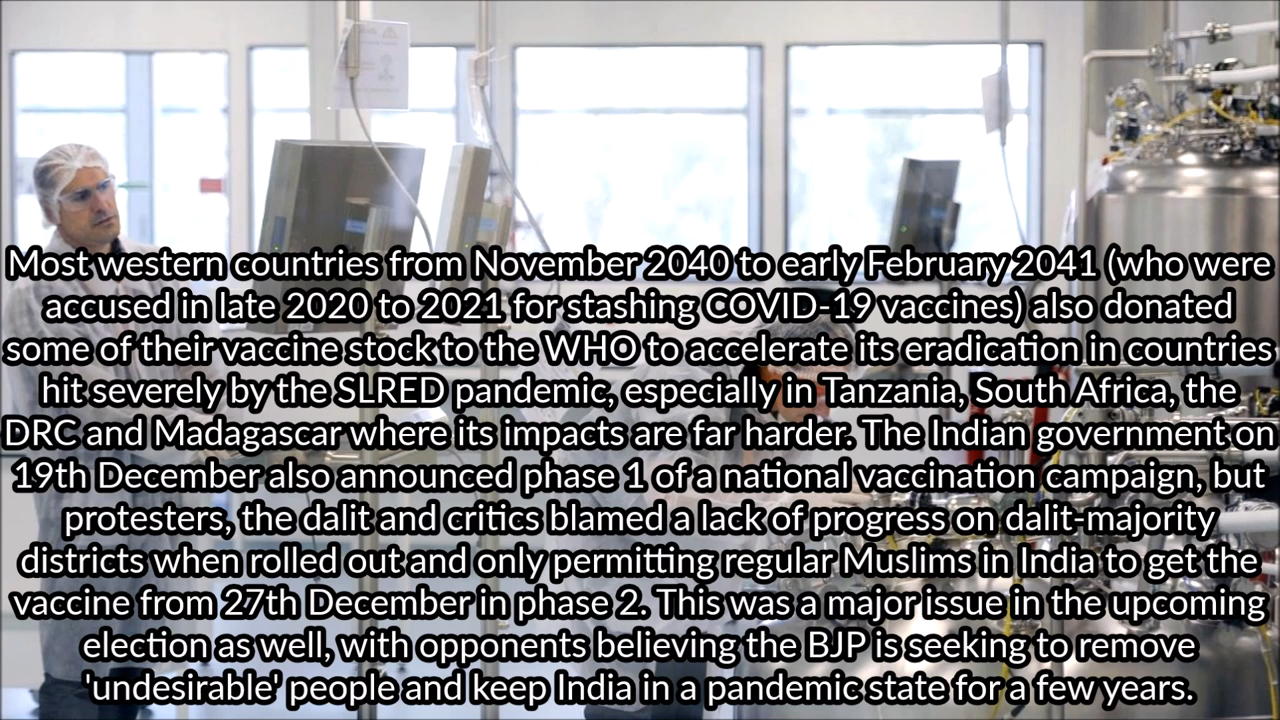 Most western countries from November 2040 to early February 2041 (who were
accused in late 2020 to 2021 for stashing COVID-19 vaccines) also donated
some of their vaccine stock to the WHO to accelerate its eradication in countries
hit severely by the SLRED pandemic, especially in Tanzania, South Africa, the
DRC and Madagascar where its impacts are far harder. The Indian government on
19th December also announced phase 1 of a national vaccination campaign, but
protesters, the dalit and critics blamed a lack of progress on dalit-majority
districts when rolled out and only permitting regular Muslims in India to get the
vaccine from 27th December in phase 2. This was a major issue in the upcoming
election as well, with opponents believing the BJP is seeking to remove
'undesirable' people and keep India in a pandemic state for a few years.